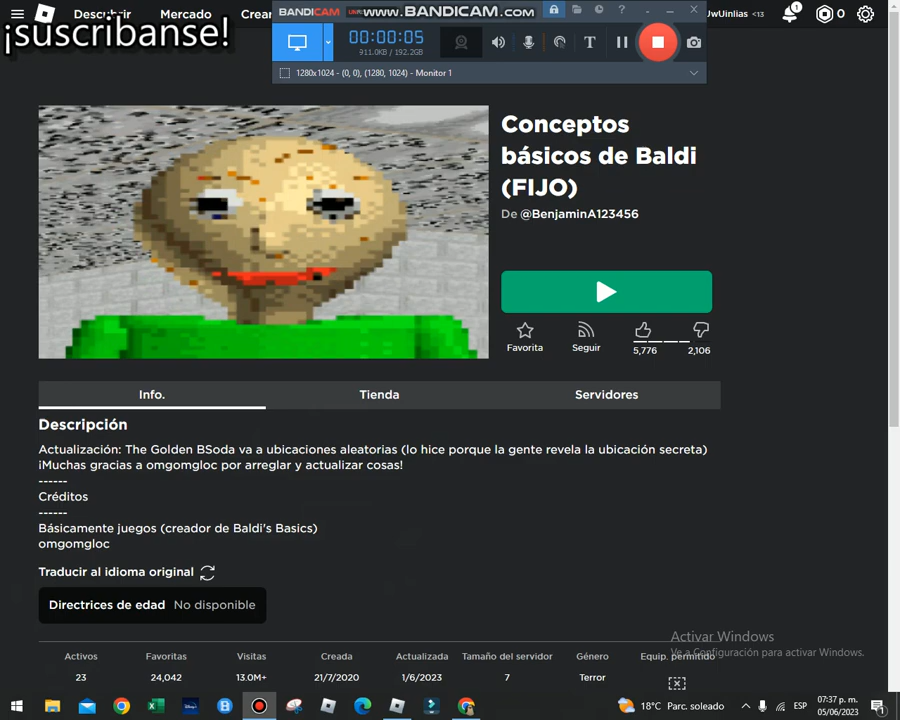 BANDICAM
WWW.BANDICAM.COM
Descubrir
Mercado
Crear
¡suscribanse!
UwUinlias <13
1
0
00:00:05
911.0KB / 192.2GB
T
1280x1024 - (0, 0), (1280, 1024) - Monitor 1
Conceptos
básicos de Baldi
(FIJO)
De @BenjaminA123456
Favorita
Seguir
5,776
2,106
Info.
Tienda
Servidores
Descripción
Actualización: The Golden BSoda va a ubicaciones aleatorias (lo hice porque la gente revela la ubicación secreta)
¡Muchas gracias a omgomgloc por arreglar y actualizar cosas!
------
Créditos
------
Básicamente juegos (creador de Baldi's Basics)
omgomgloc
Traducir al idioma original
Directrices de edad No disponible
Activar Windows
Ve a Configuración para activar Windows.
Activos
Favoritas
Visitas
Creada
Actualizada
Tamaño del servidor
Género
Equip. permitido
23
24,042
13.0M+
21/7/2020
1/6/2023
7
Terror
18°C Parc. soleado
ESP
07:37 p. m.
05/06/2023